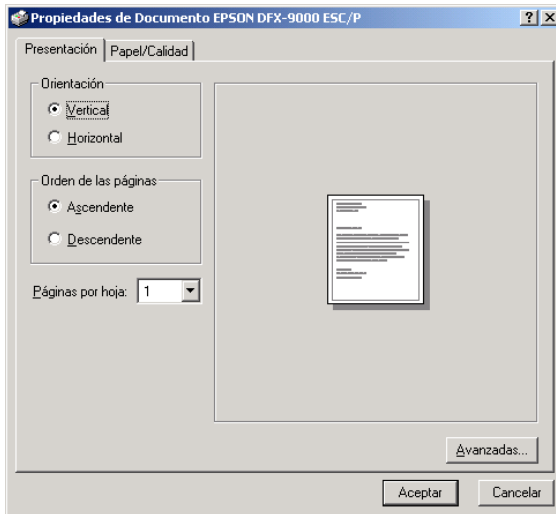 Propiedades de Documento EPSON DFX-9000 ESC/P
Presentación Papel/Calidad
Orientación
Vertical
Horizontal
Orden de las páginas
Ascendente
Descendente
Páginas por hoja: 1
Avanzadas...
Aceptar Cancelar